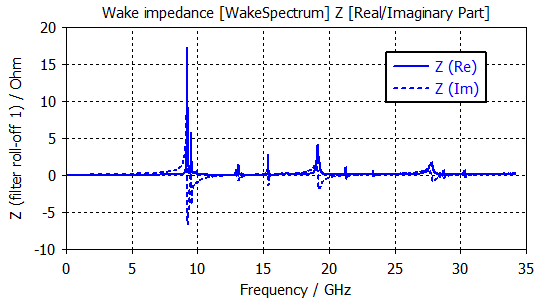 Wake impedance [WakeSpectrum] Z [Real/Imaginary Part]
Z (filter roll-off 1) / Ohm
20
15
10
5
0
-5
-10
Z (Re)
Z (Im)
0 5 10 15 20 25 30 35
Frequency / GHz